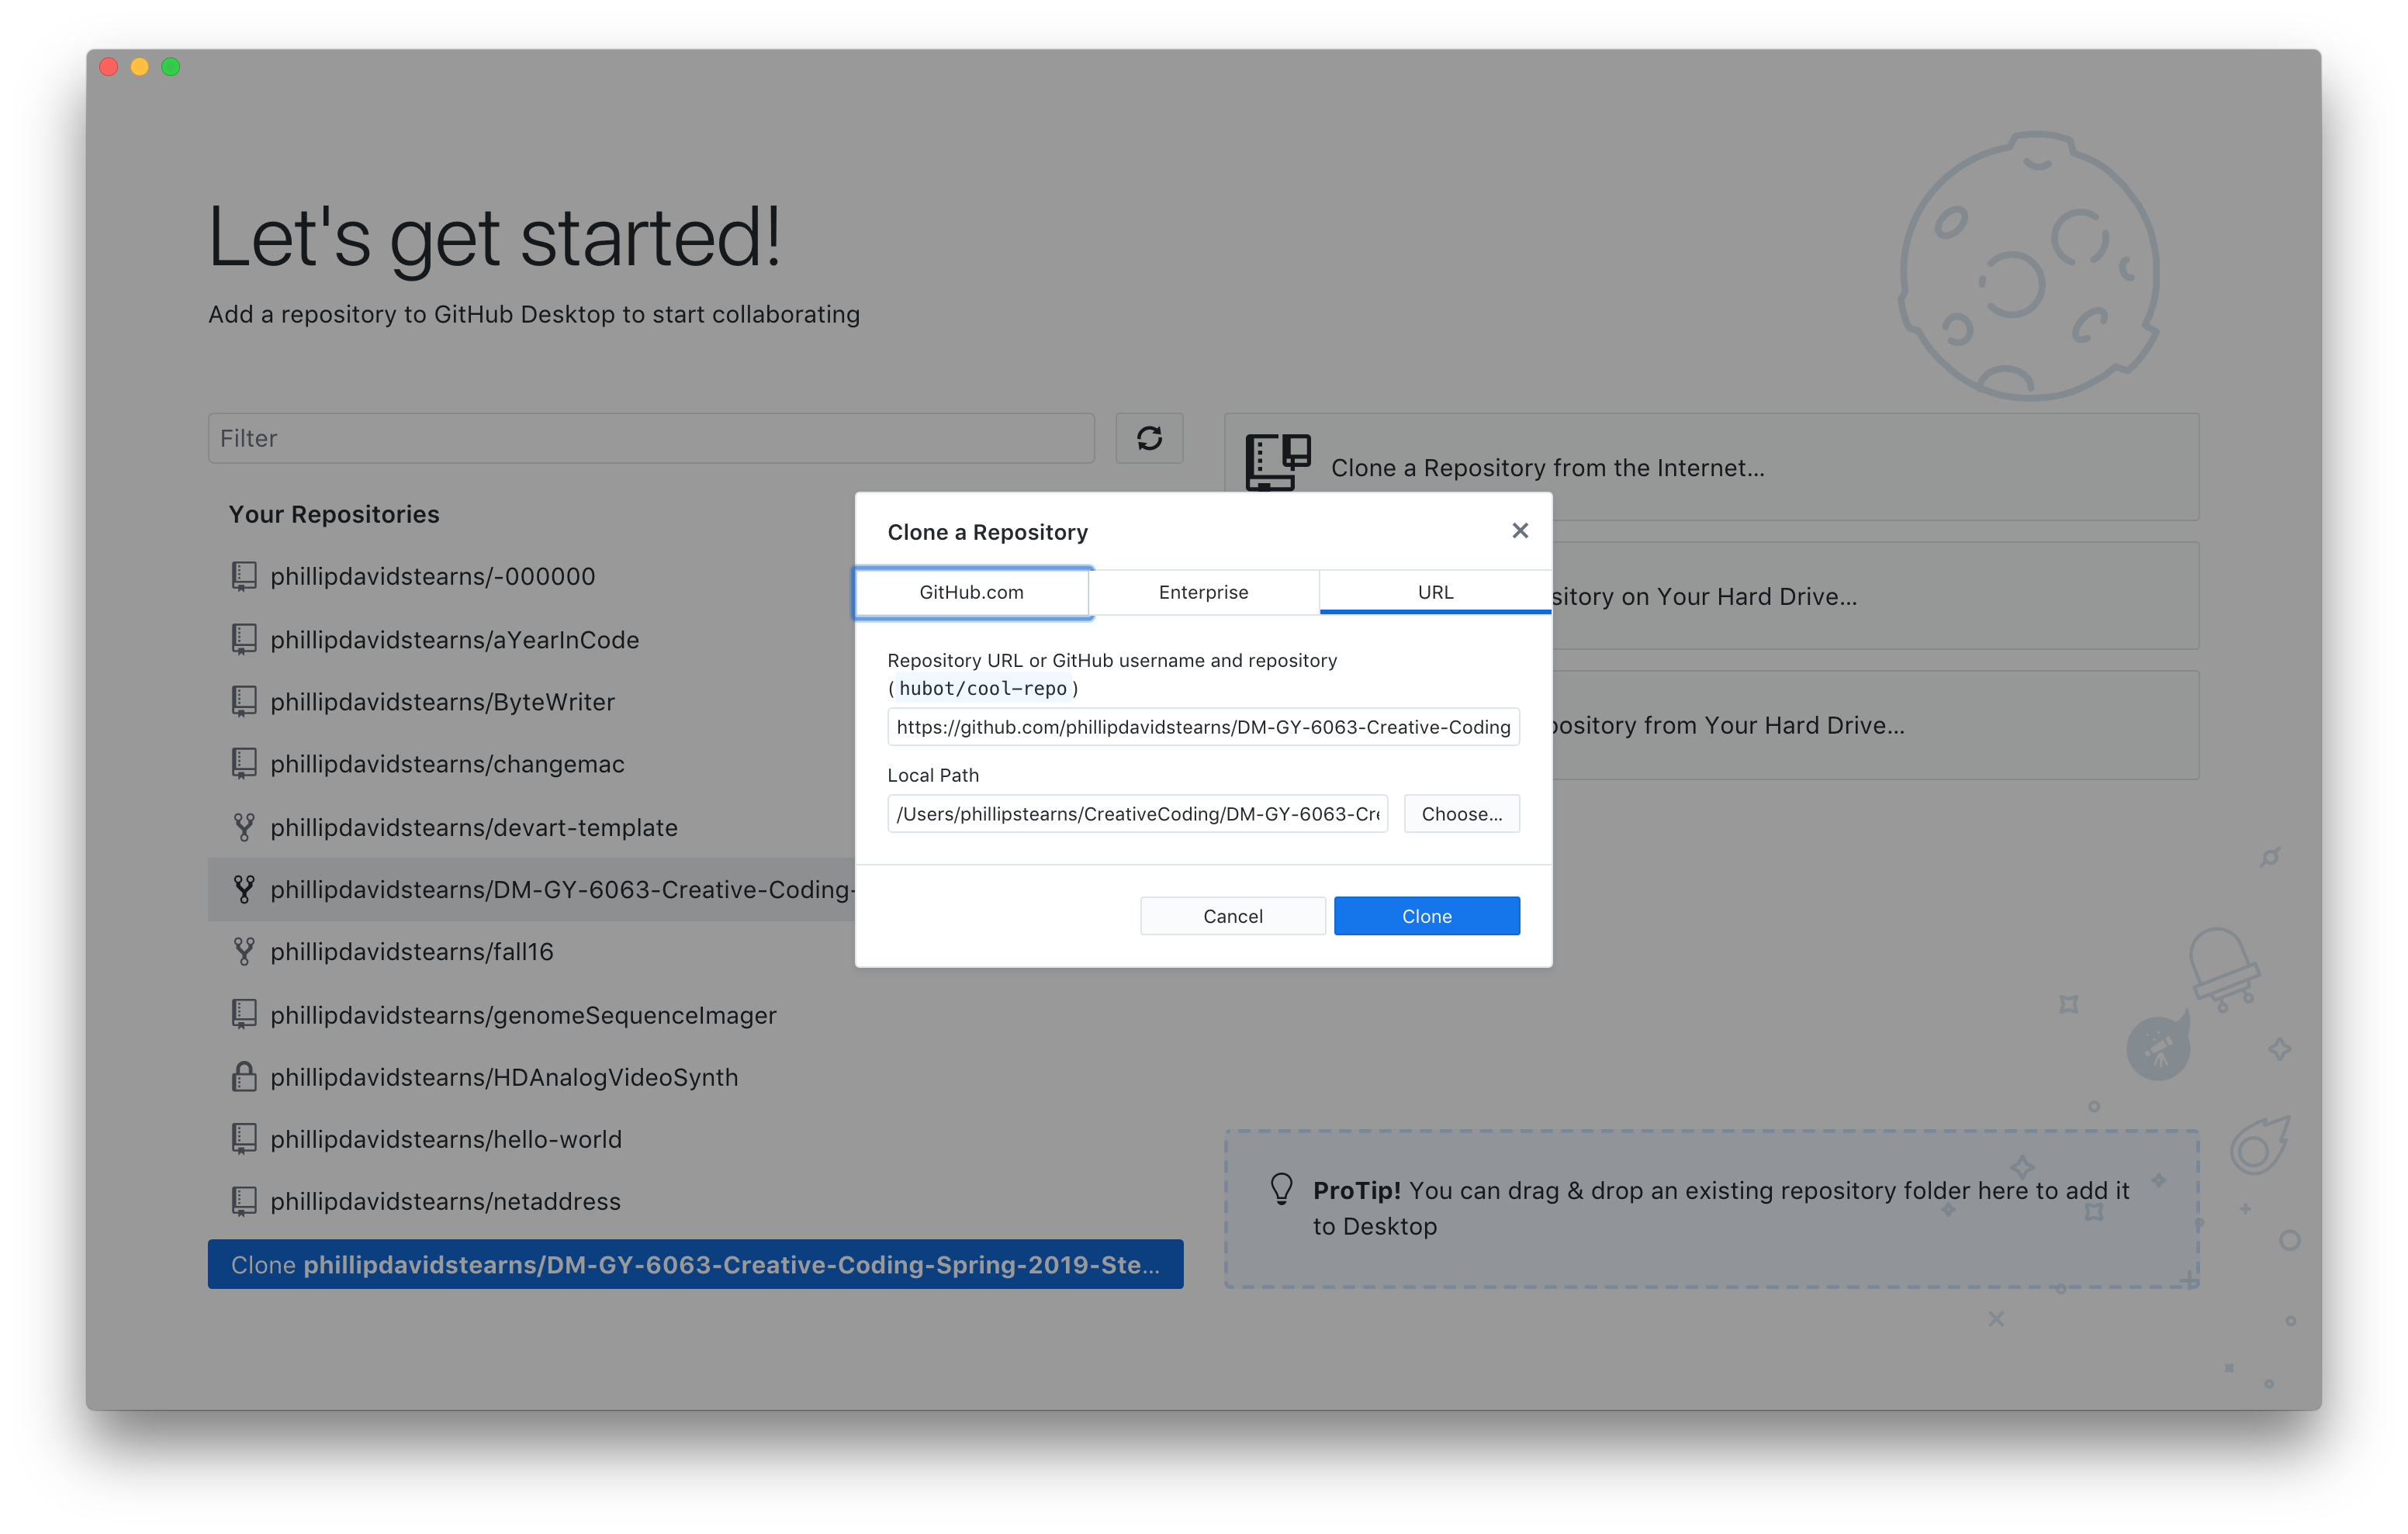 Let's get started!
Add a repository to GitHub Desktop to start collaborating
Filter
Your Repositories
phillipdavidstearns/-000000
phillipdavidstearns/aYearInCode
phillipdavidstearns/ByteWriter
phillipdavidstearns/changemac
phillipdavidstearns/devart-template
phillipdavidstearns/DM-GY-6063-Creative-Coding-
phillipdavidstearns/fall16
phillipdavidstearns/genomeSequenceImager
phillipdavidstearns/HDAnalogVideoSynth
phillipdavidstearns/hello-world
phillipdavidstearns/netaddress
Clone phillipdavidstearns/DM-GY-6063-Creative-Coding-Spring-2019-Ste...
Clone a Repository from the Internet...
sitory on Your Hard Drive...
pository from Your Hard Drive...
Clone a Repository
GitHub.com
Enterprise
URL
Repository URL or GitHub username and repository
(hubot/cool-repo)
https://github.com/phillipdavidstearns/DM-GY-6063-Creative-Coding
Local Path
/Users/phillipstearns/CreativeCoding/DM-GY-6063-Cre
Choose...
Cancel
Clone
ProTip! You can drag & drop an existing repository folder here to add it
to Desktop